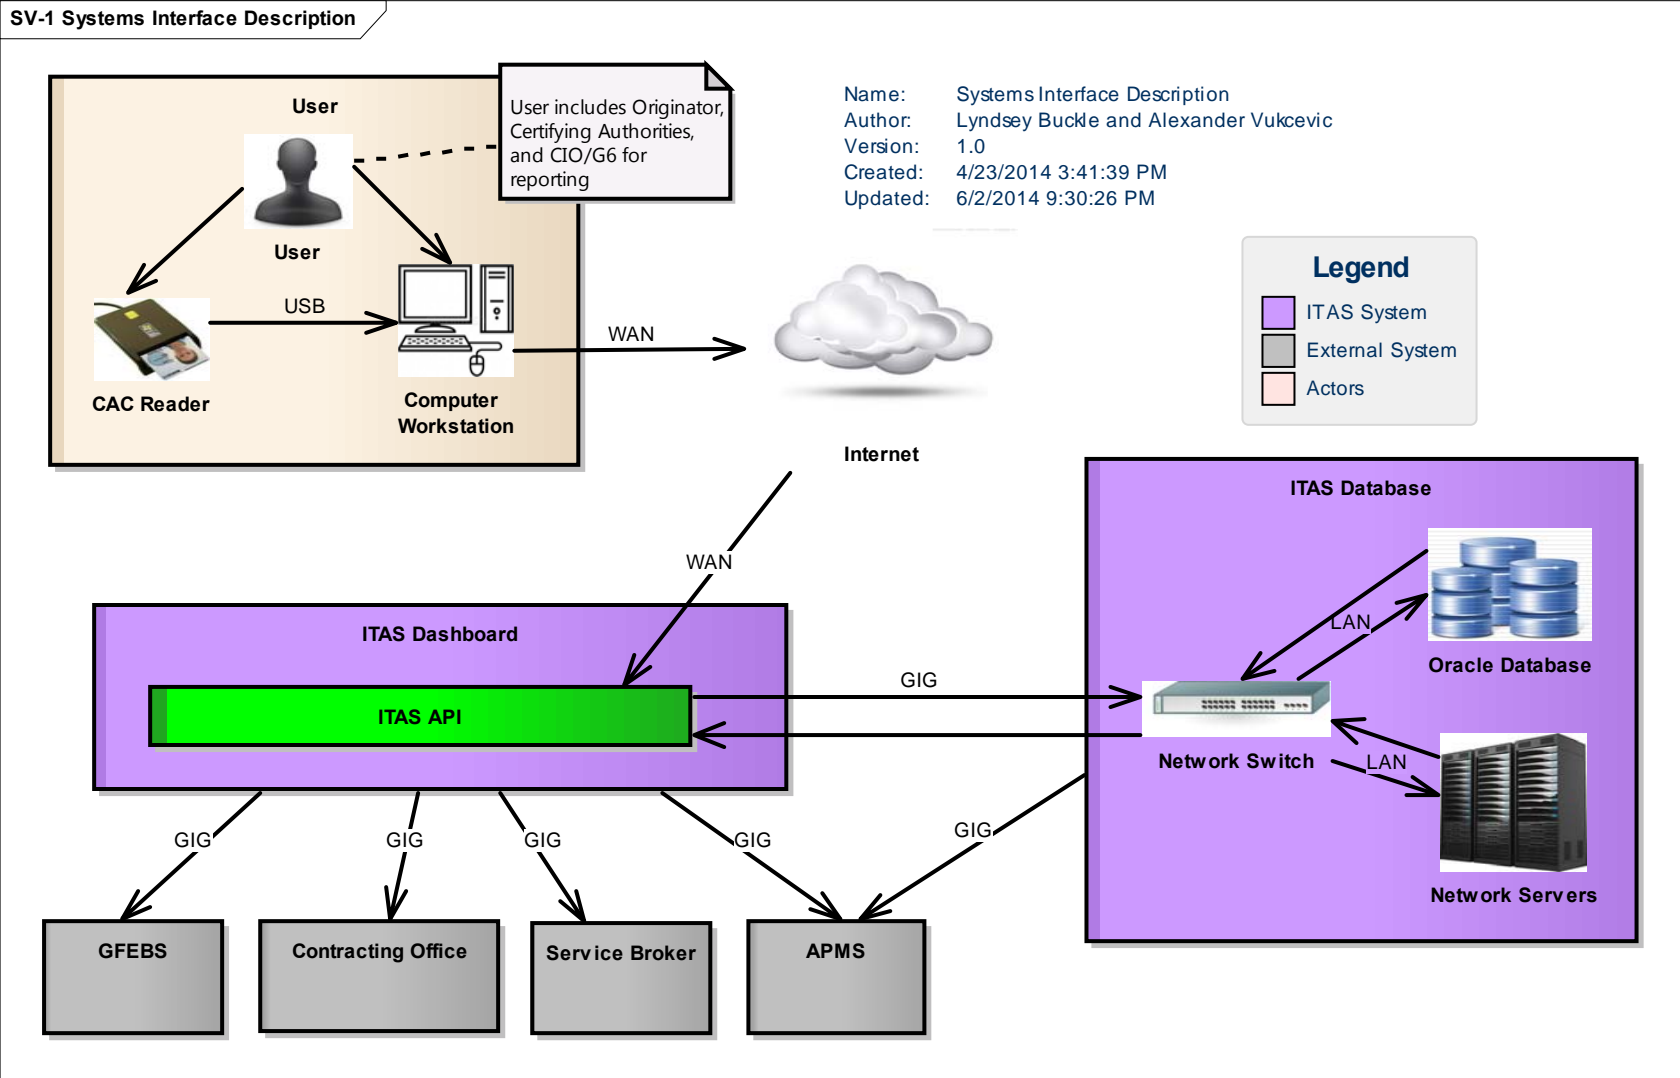 SV-1 Systems Interface Description
User
User includes Originator,
Certifying Authorities,
and CIO/G6 for
reporting
Name: Systems Interface Description
Author: Lyndsey Buckle and Alexander Vukcevic
Version: 1.0
Created: 4/23/2014 3:41:39 PM
Updated: 6/2/2014 9:30:26 PM
User
USB
CAC Reader
Computer
Workstation
WAN
Internet
Legend
ITAS System
External System
Actors
WAN
ITAS Dashboard
ITAS API
GIG
ITAS Database
LAN
Oracle Database
Network Switch
LAN
Network Servers
GIG
GIG
GIG
GIG
GIG
GFEBS
Contracting Office
Service Broker
APMS